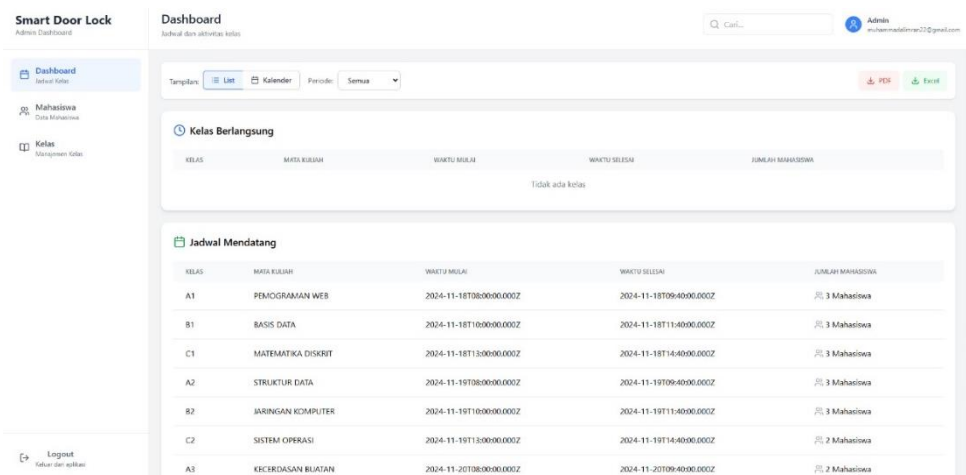 Smart Door Lock
Admin Dashboard
Dashboard
Jadwal dan aktivitas kelas
Cari...
Admin
muhammadalimran22@gmail.com
Dashboard
Jadwal Kelas
Mahasiswa
Data Mahasiswa
Kelas
Manajemen Kelas
Logout
Keluar dari aplikasi
Tampilan: List Kalender Periode: Semua
PDF Excel
Kelas Berlangsung
KELAS MATA KULIAH WAKTU MULAI WAKTU SELESAI JUMLAH MAHASISWA
Tidak ada kelas
Jadwal Mendatang
KELAS MATA KULIAH WAKTU MULAI WAKTU SELESAI JUMLAH MAHASISWA
A1 PEMOGRAMAN WEB 2024-11-18T08:00:00.000Z 2024-11-18T09:40:00.000Z 3 Mahasiswa
B1 BASIS DATA 2024-11-18T10:00:00.000Z 2024-11-18T11:40:00.000Z 3 Mahasiswa
C1 MATEMATIKA DISKRIT 2024-11-18T13:00:00.000Z 2024-11-18T14:40:00.000Z 3 Mahasiswa
A2 STRUKTUR DATA 2024-11-19T08:00:00.000Z 2024-11-19T09:40:00.000Z 3 Mahasiswa
B2 JARINGAN KOMPUTER 2024-11-19T10:00:00.000Z 2024-11-19T11:40:00.000Z 3 Mahasiswa
C2 SISTEM OPERASI 2024-11-19T13:00:00.000Z 2024-11-19T14:40:00.000Z 2 Mahasiswa
A3 KECERDASAN BUATAN 2024-11-20T08:00:00.000Z 2024-11-20T09:40:00.000Z 2 Mahasiswa